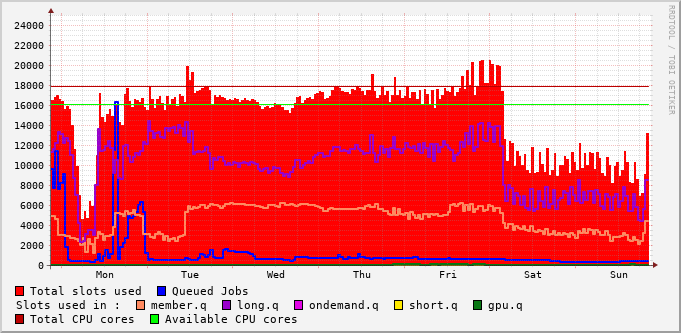 24000
22000
20000
18000
16000
14000
12000
10000
8000
6000
4000
2000
0
Mon Tue Wed Thu Fri Sat Sun
RRDTOOL / TOBI OETIKER
Total slots used Queued Jobs
Slots used in : member.q long.q ondemand.q short.q gpu.q
Total CPU cores Available CPU cores